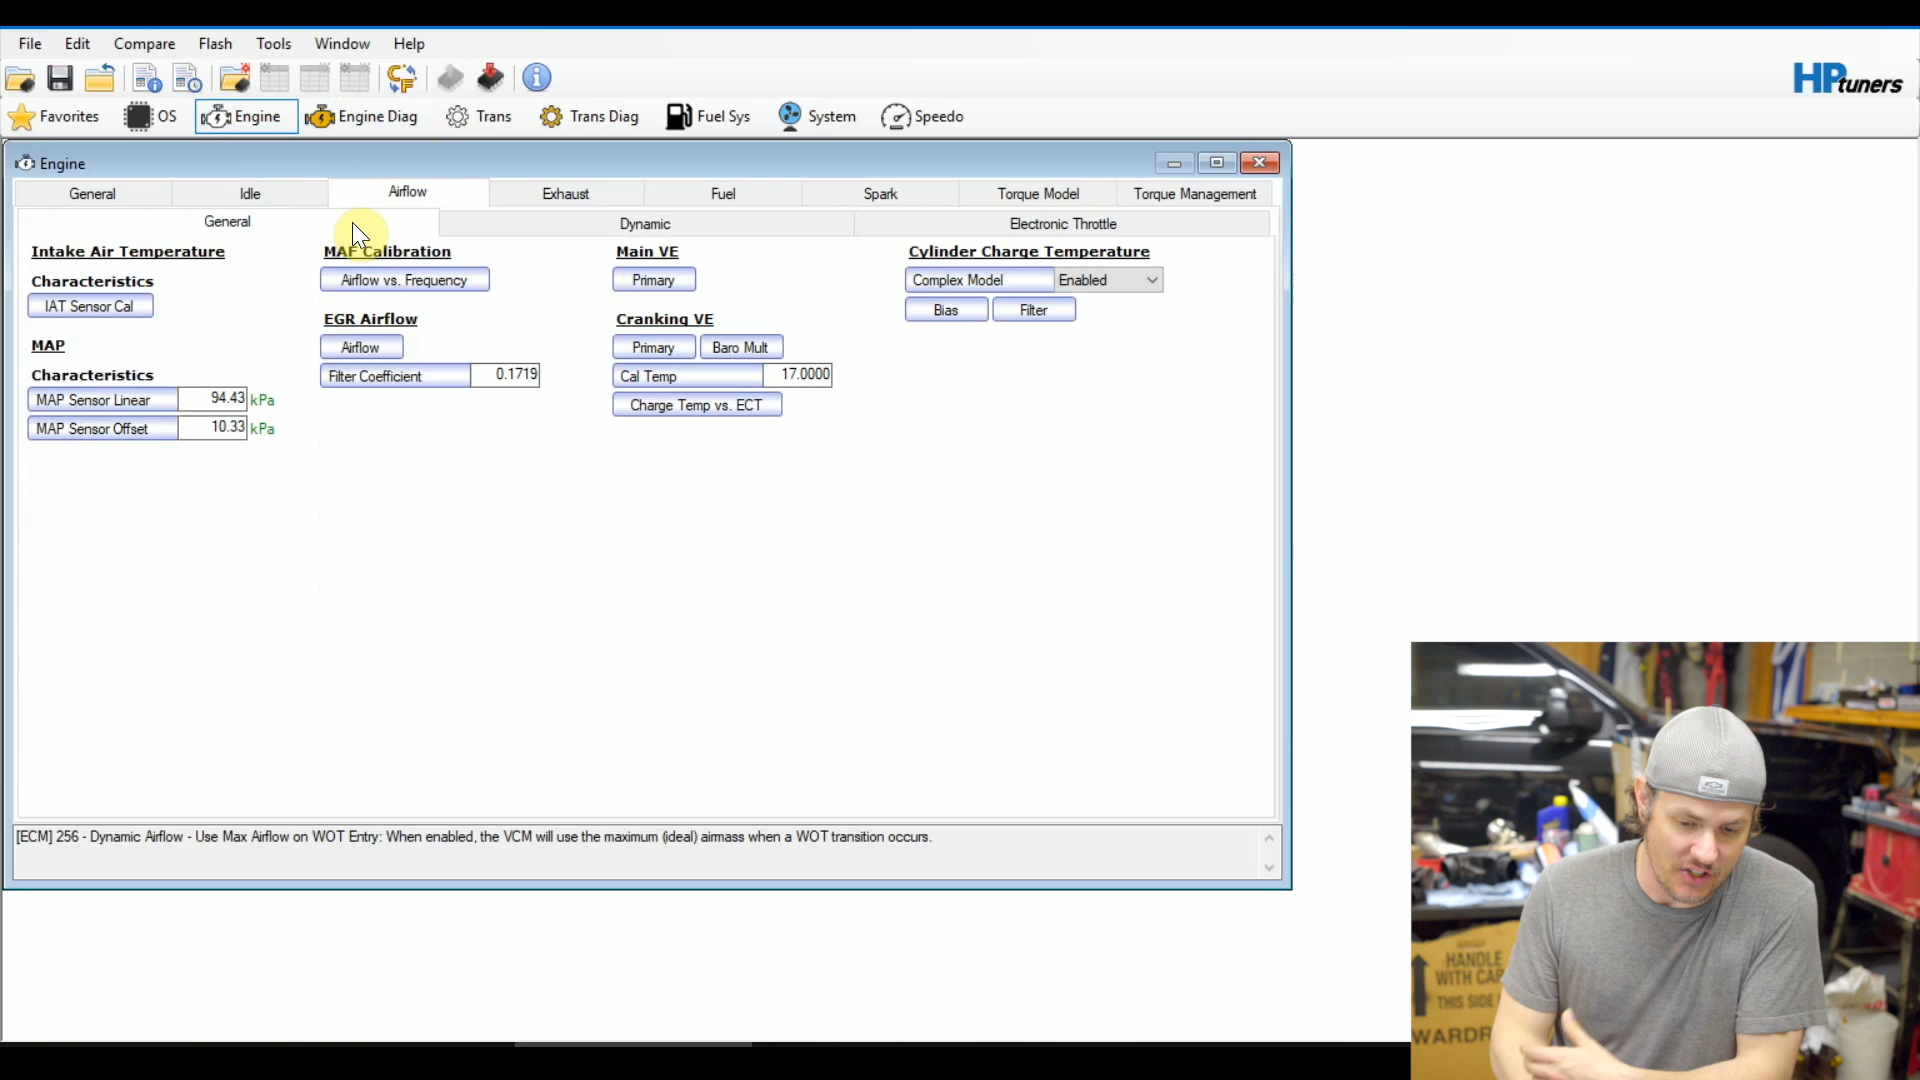 File Edit Compare Flash Tools Window Help
HPtuners
Favorites OS Engine Engine Diag Trans Trans Diag Fuel Sys System Speedo
Engine
General Idle Airflow Exhaust Fuel Spark Torque Model Torque Management
General Dynamic Electronic Throttle
Intake Air Temperature
Characteristics
IAT Sensor Cal
MAP
Characteristics
MAP Sensor Linear 94.43 kPa
MAP Sensor Offset 10.33 kPa
MAF Calibration
Airflow vs. Frequency
EGR Airflow
Airflow
Filter Coefficient 0.1719
Main VE
Primary
Cranking VE
Primary Baro Mult
Cal Temp 17.0000
Charge Temp vs. ECT
Cylinder Charge Temperature
Complex Model Enabled
Bias Filter
[ECM] 256 - Dynamic Airflow - Use Max Airflow on WOT Entry: When enabled, the VCM will use the maximum (ideal) airmass when a WOT transition occurs.
HANDLE
WITH
THIS SIDE
WARDR